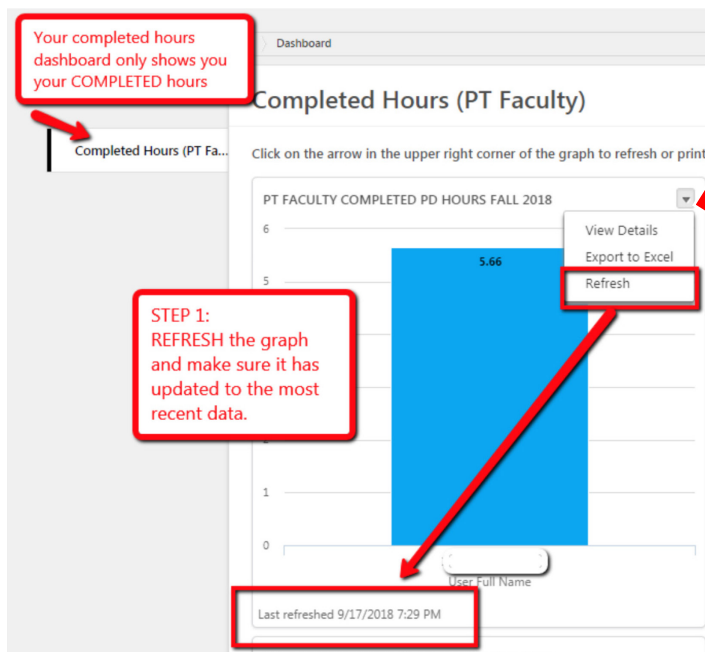 Your completed hours
dashboard only shows you
your COMPLETED hours
Dashboard
Completed Hours (PT Faculty)
Completed Hours (PT Fa...
Click on the arrow in the upper right corner of the graph to refresh or print
PT FACULTY COMPLETED PD HOURS FALL 2018
View Details
Export to Excel
Refresh
6
5.66
5
STEP 1:
REFRESH the graph
and make sure it has
updated to the most
recent data.
1
0
User Full Name
Last refreshed 9/17/2018 7:29 PM